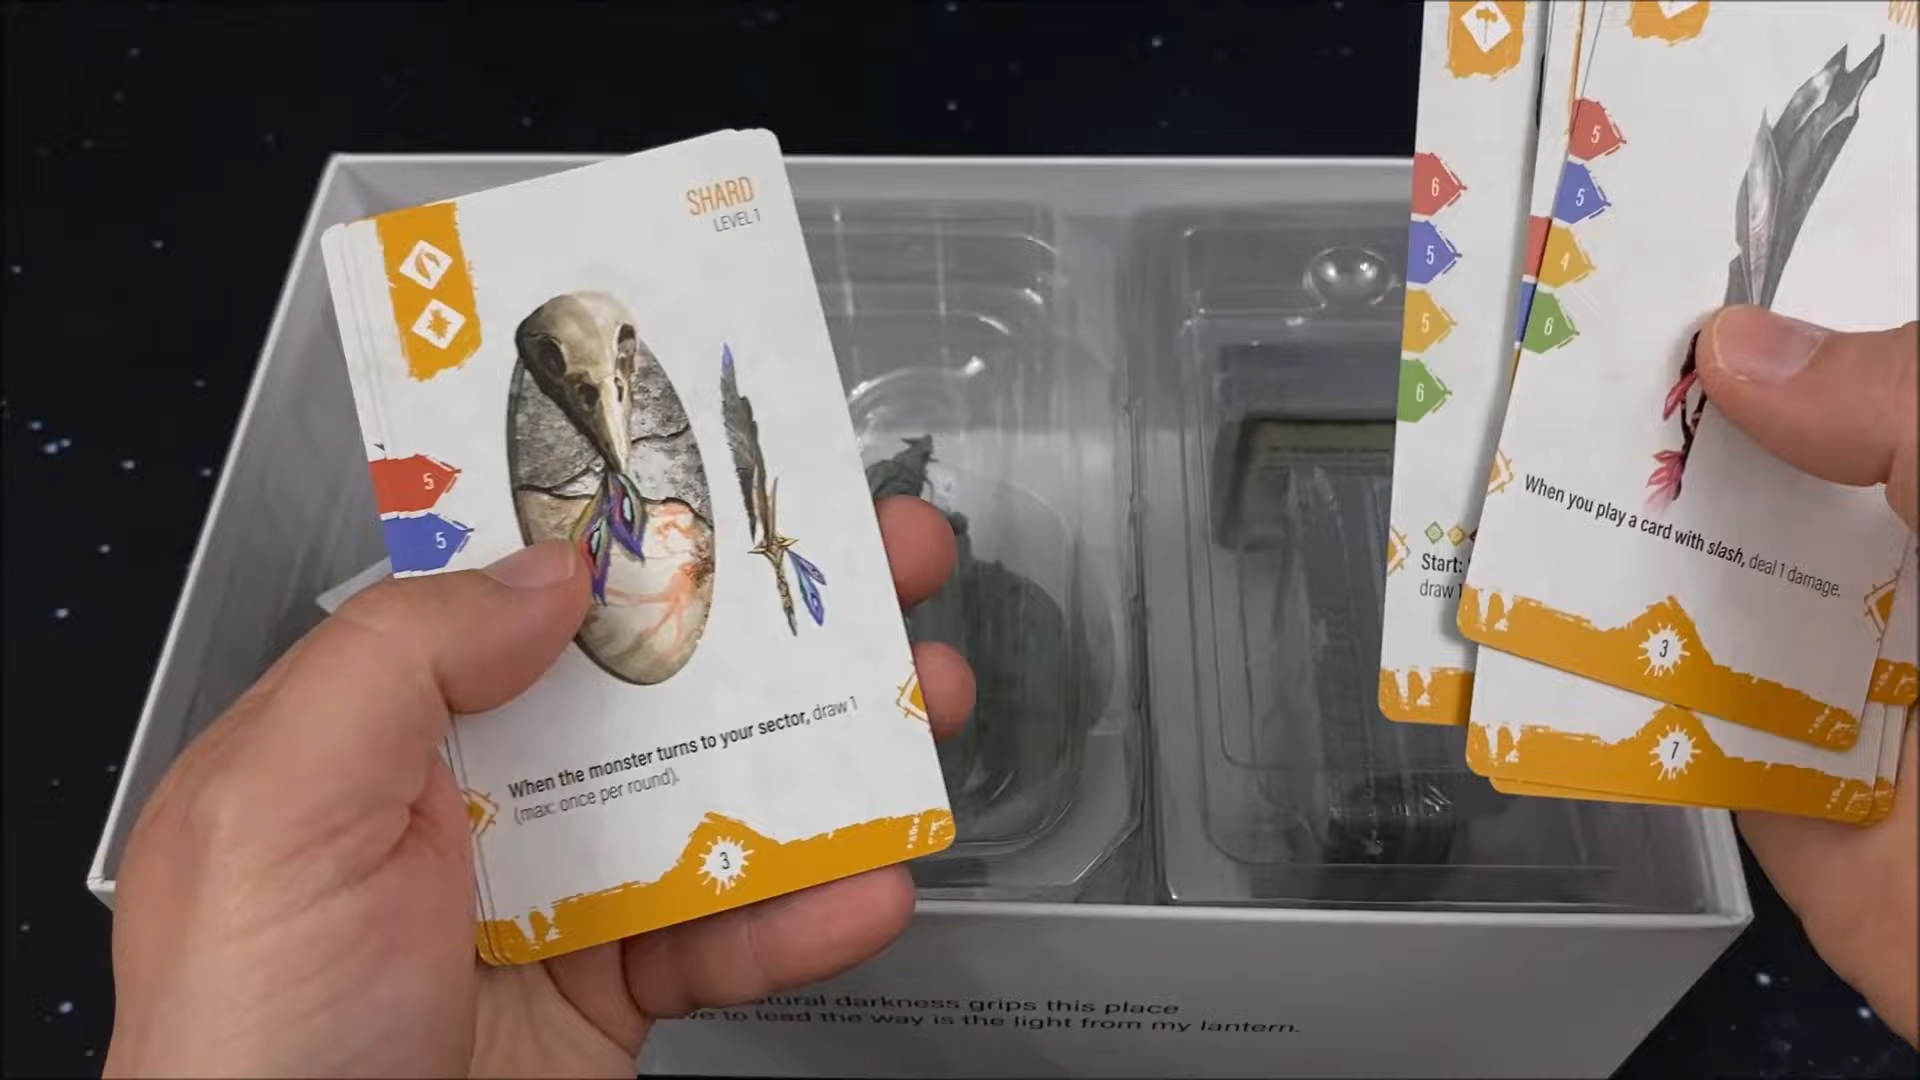 SHARD
LEVEL 1
5
5
When the monster turns to your sector, draw 1
(max: once per round).
3
6
5
5
6
Start:
draw 1
5
5
4
6
When you play a card with slash, deal 1 damage.
3
7
darkness grips this place
to lead the way is the light from my lantern.